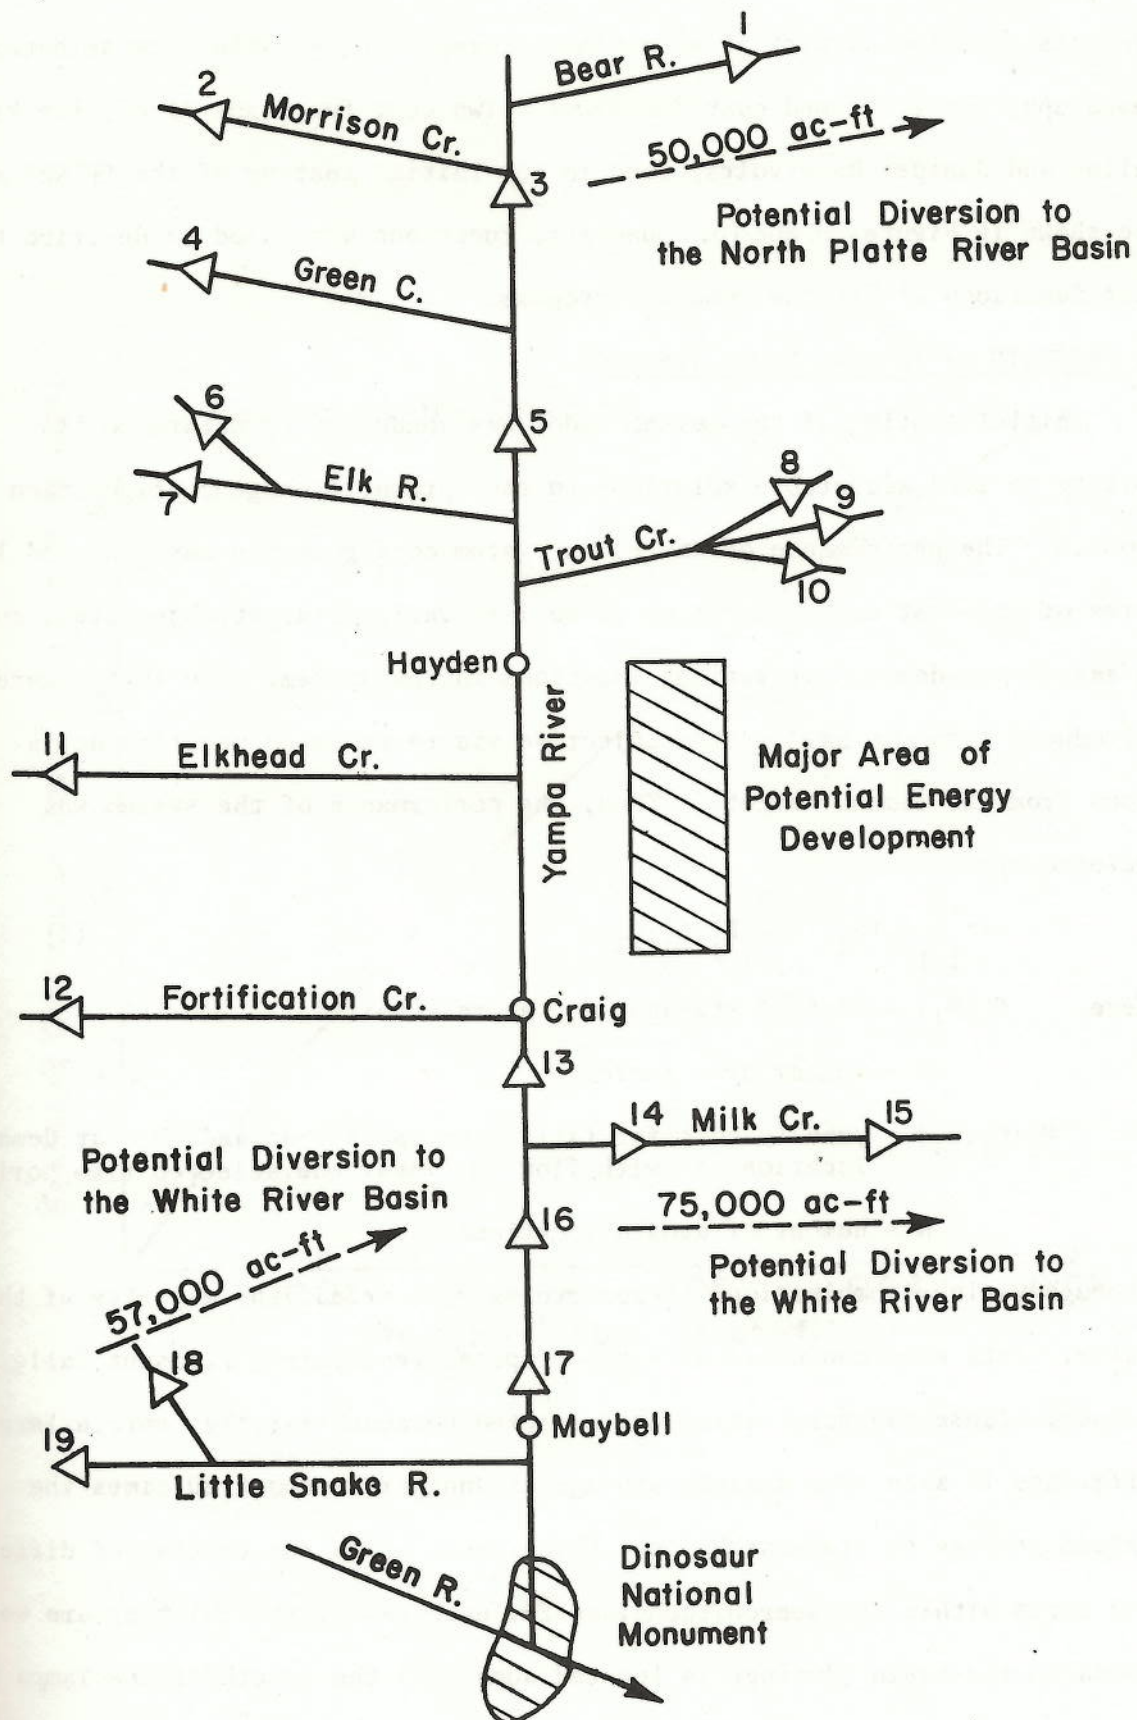 1
Bear R.
2
Morrison Cr.
50,000 ac-ft
3
Potential Diversion to
the North Platte River Basin
4
Green C.
6
5
7
Elk R.
8
9
Trout Cr.
10
Hayden
Yampa River
11
Elkhead Cr.
Major Area of
Potential Energy
Development
12
Fortification Cr.
Craig
13
14 Milk Cr. 15
Potential Diversion to
the White River Basin
16
75,000 ac-ft
57,000 ac-ft
Potential Diversion to
the White River Basin
18
17
19
Maybell
Little Snake R.
Green R.
Dinosaur
National
Monument